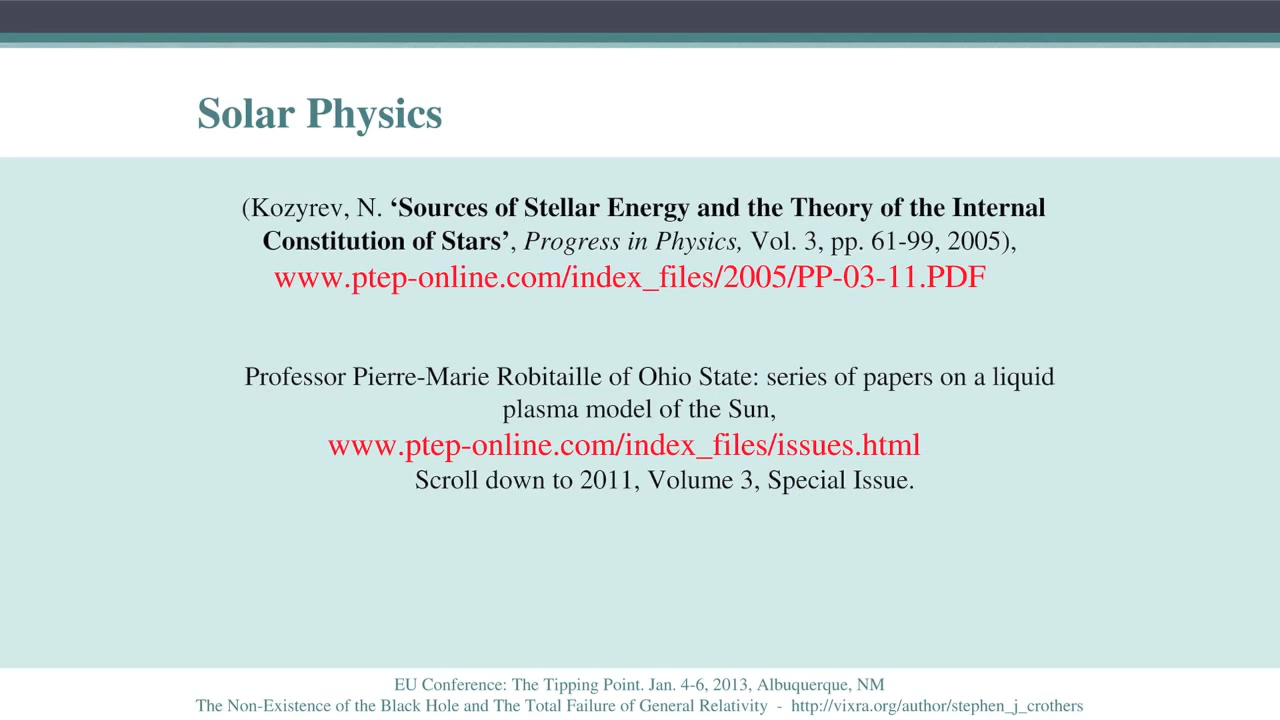 Solar Physics
(Kozyrev, N. ‘Sources of Stellar Energy and the Theory of the Internal
Constitution of Stars’, Progress in Physics, Vol. 3, pp. 61-99, 2005),
www.ptep-online.com/index_files/2005/PP-03-11.PDF
Professor Pierre-Marie Robitaille of Ohio State: series of papers on a liquid
plasma model of the Sun,
www.ptep-online.com/index_files/issues.html
Scroll down to 2011, Volume 3, Special Issue.
EU Conference: The Tipping Point. Jan. 4-6, 2013, Albuquerque, NM
The Non-Existence of the Black Hole and The Total Failure of General Relativity - http://vixra.org/author/stephen_j_crothers